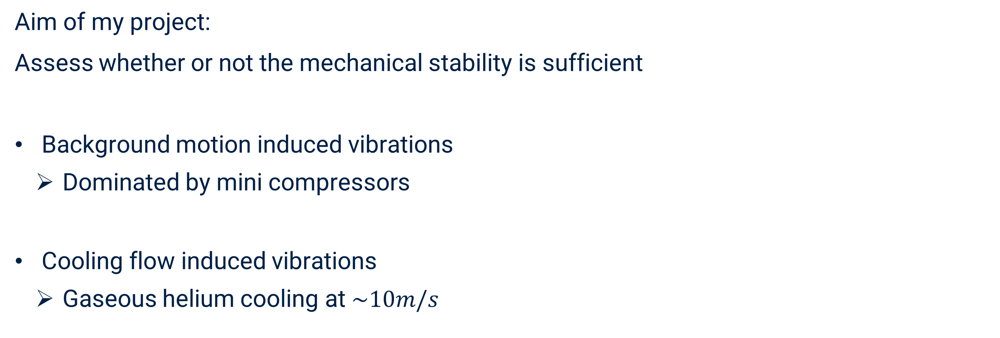 Aim of my project:
Assess whether or not the mechanical stability is sufficient
• Background motion induced vibrations
➢ Dominated by mini compressors
• Cooling flow induced vibrations
➢ Gaseous helium cooling at ~10m/s